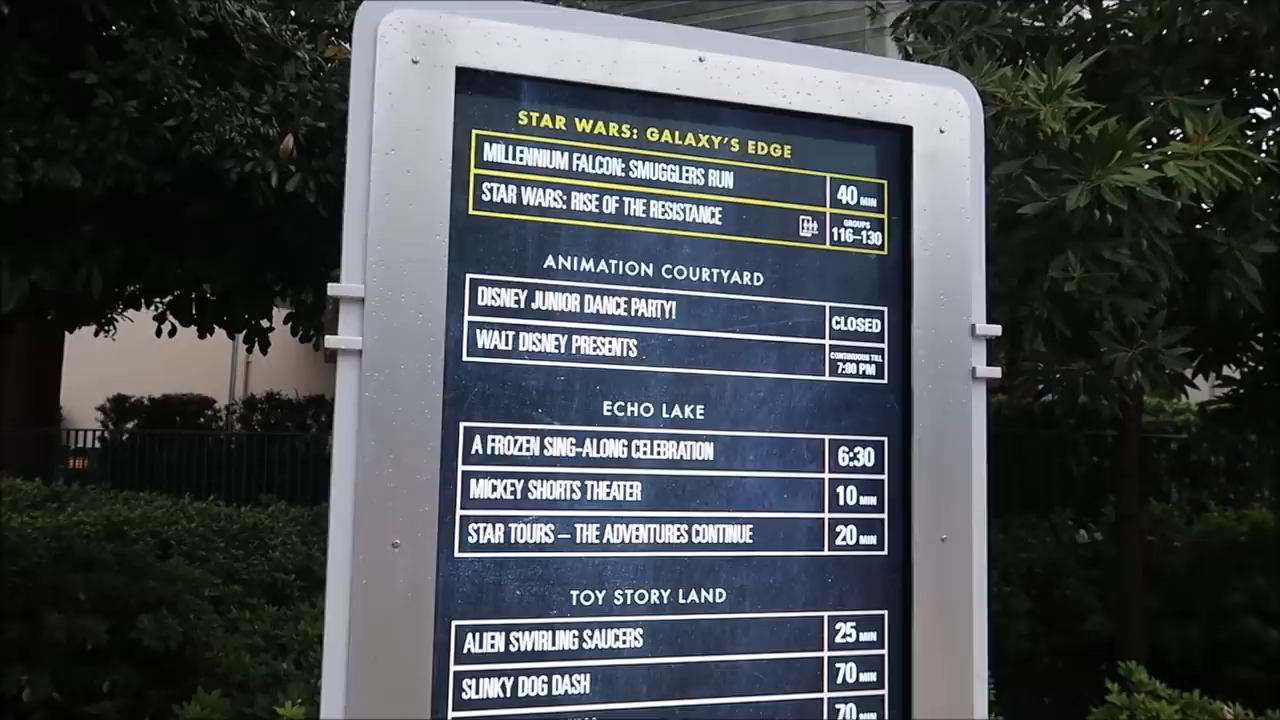 STAR WARS: GALAXY'S EDGE
MILLENNIUM FALCON: SMUGGLERS RUN 40 MIN
STAR WARS: RISE OF THE RESISTANCE GROUPS 116–130
ANIMATION COURTYARD
DISNEY JUNIOR DANCE PARTY! CLOSED
WALT DISNEY PRESENTS CONTINUOUS TILL 7:00 PM
ECHO LAKE
A FROZEN SING-ALONG CELEBRATION 6:30
MICKEY SHORTS THEATER 10 MIN
STAR TOURS – THE ADVENTURES CONTINUE 20 MIN
TOY STORY LAND
ALIEN SWIRLING SAUCERS 25 MIN
SLINKY DOG DASH 70 MIN
70 MIN